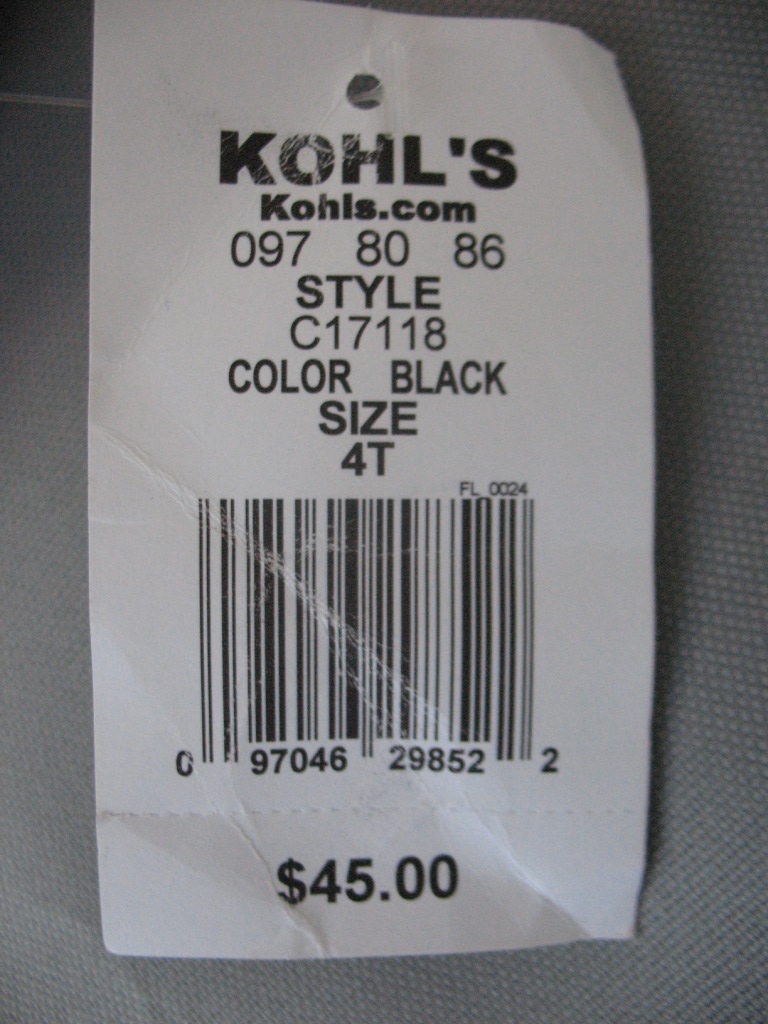 KOHL'S
Kohls.com
097 80 86
STYLE
C17118
COLOR BLACK
SIZE
4T
FL_0024
0 97046 29852 2
$45.00